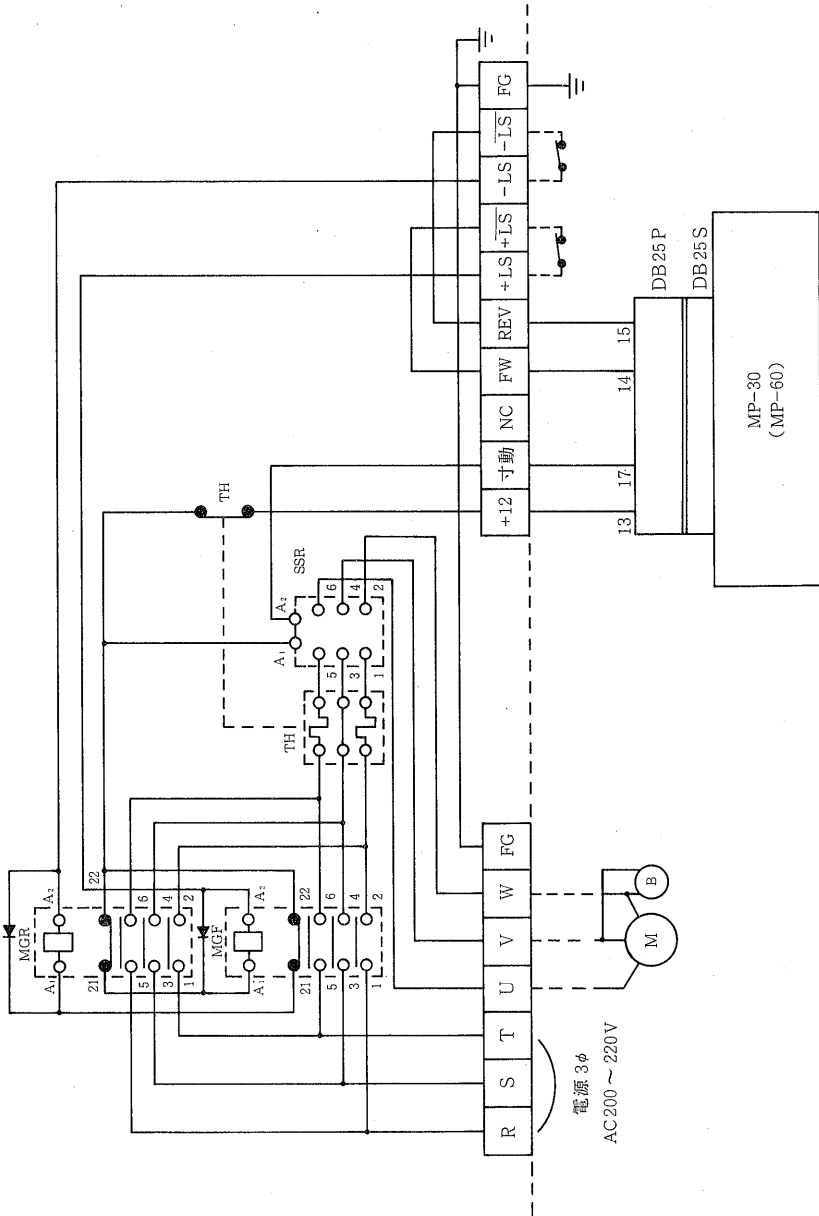 MGR
A₁
A₂
21
22
5
6
3
4
1
2
MGF
A₁
A₂
21
22
5
6
3
4
1
2
TH
TH
SSR
A₁
A₂
5
6
3
4
1
2
R
S
T
U
V
W
FG
電源 3φ
AC200～220V
M
B
+12
寸動
NC
FW
REV
+LS
+L̅S̅
-LS
-L̅S̅
FG
13
17
14
15
DB25P
DB25S
MP-30
(MP-60)